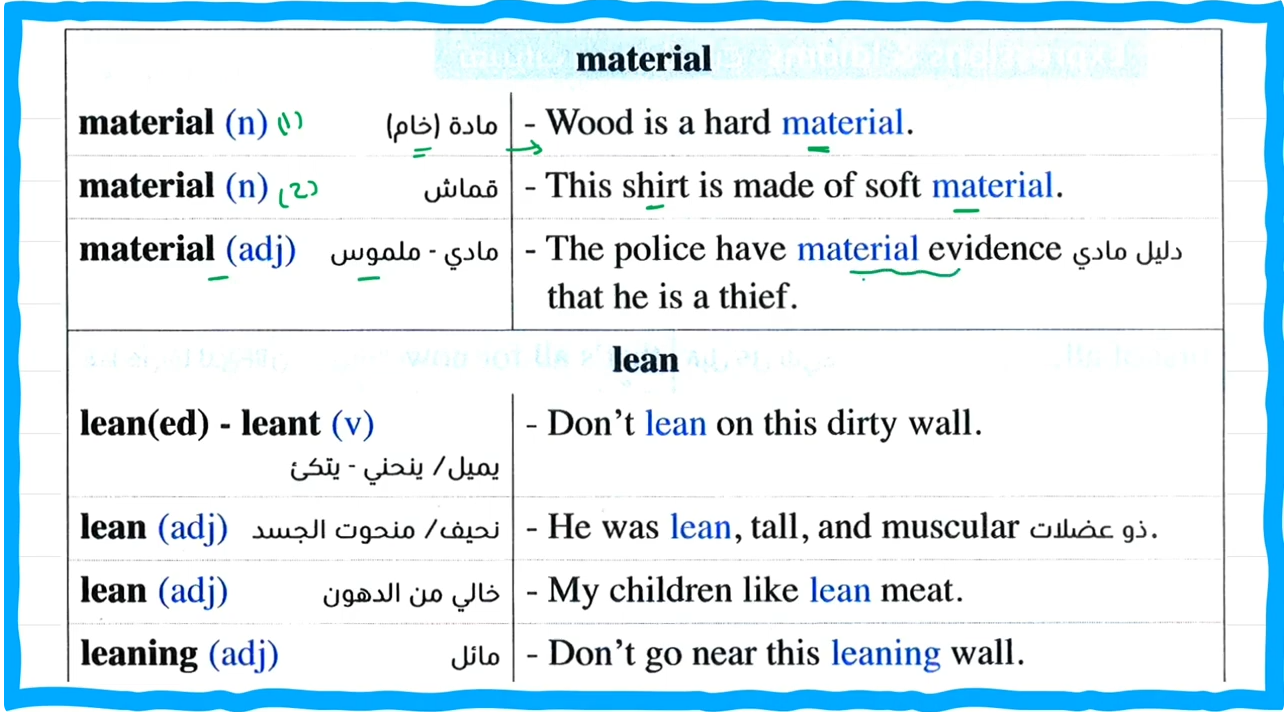 material
material (n) (1) مادة (خام) - Wood is a hard material.
material (n) (2) قماش - This shirt is made of soft material.
material (adj) مادي - ملموس - The police have material evidence دليل مادي
that he is a thief.
lean
lean(ed) - leant (v) - Don't lean on this dirty wall.
يميل/ ينحني - يتكئ
lean (adj) نحيف/ منحوت الجسد - He was lean, tall, and muscular ذو عضلات.
lean (adj) خالي من الدهون - My children like lean meat.
leaning (adj) مائل - Don't go near this leaning wall.